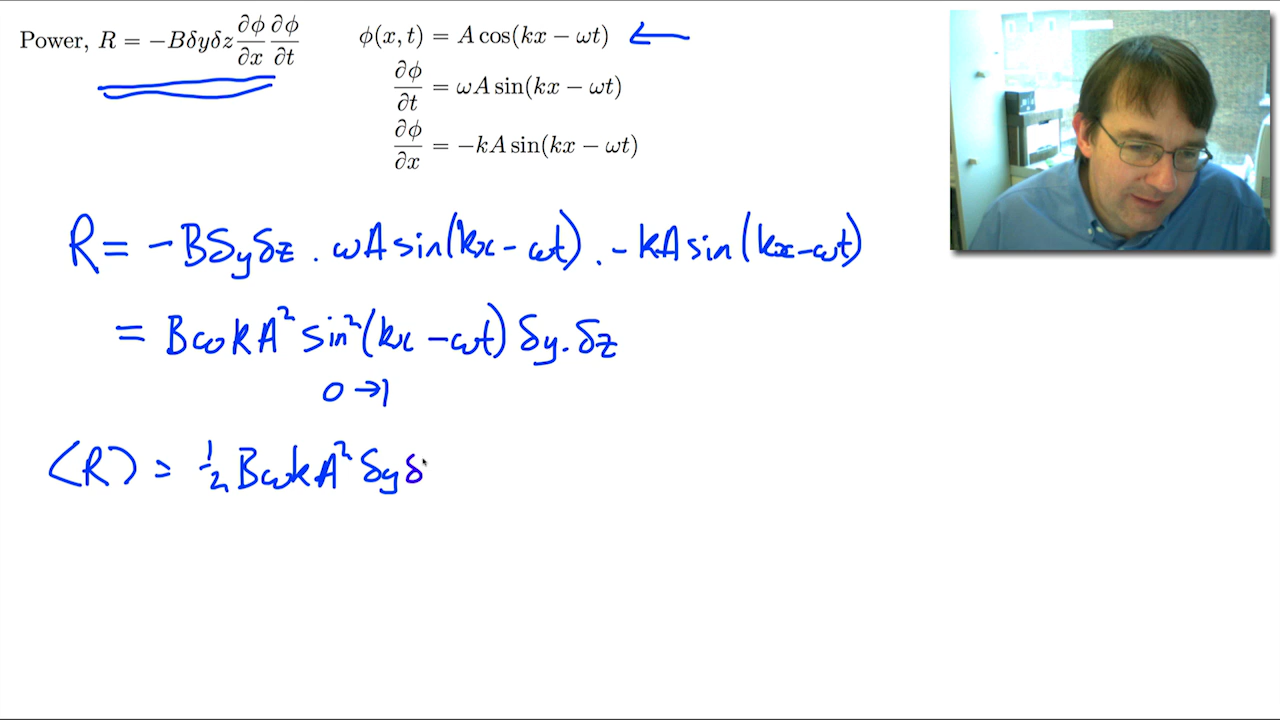 Power, R = −Bδyδz ∂ϕ/∂x ∂ϕ/∂t
ϕ(x, t) = A cos(kx − ωt)
∂ϕ/∂t = ωA sin(kx − ωt)
∂ϕ/∂x = −kA sin(kx − ωt)
R = −Bδyδz . ωA sin(kx − ωt) . −kA sin(kx − ωt)
= BωkA² sin²(kx − ωt) δy. δz
0 → 1
⟨R⟩ = ½ BωkA² δyδ